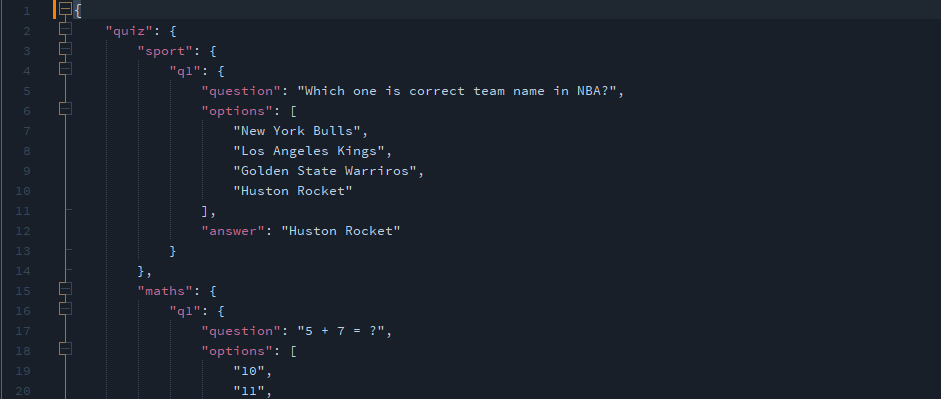 1 {
2 "quiz": {
3 "sport": {
4 "q1": {
5 "question": "Which one is correct team name in NBA?",
6 "options": [
7 "New York Bulls",
8 "Los Angeles Kings",
9 "Golden State Warriros",
10 "Huston Rocket"
11 ],
12 "answer": "Huston Rocket"
13 }
14 },
15 "maths": {
16 "q1": {
17 "question": "5 + 7 = ?",
18 "options": [
19 "10",
20 "11",